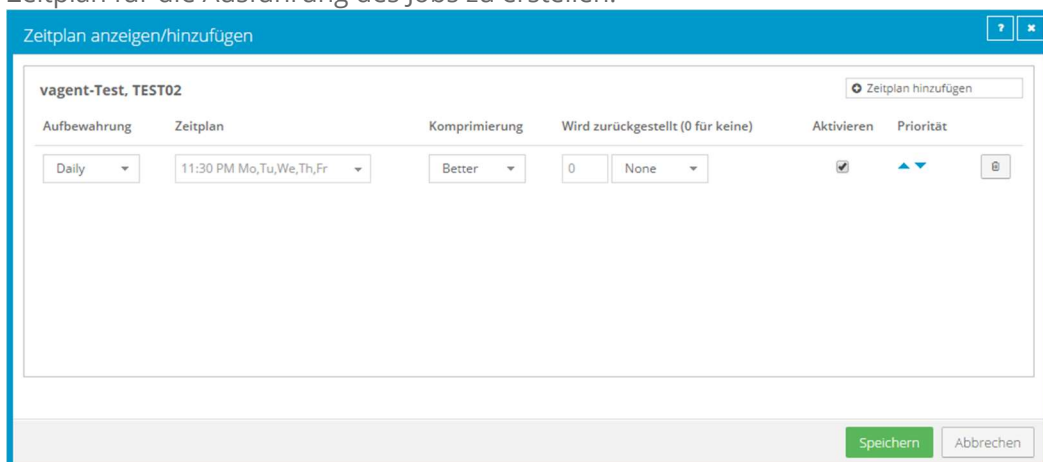 Zeitplan für die Ausführung des Jobs zu erstellen.
Zeitplan anzeigen/hinzufügen
vagent-Test, TEST02
Zeitplan hinzufügen
Aufbewahrung Zeitplan Komprimierung Wird zurückgestellt (0 für keine) Aktivieren Priorität
Daily 11:30 PM Mo,Tu,We,Th,Fr Better 0 None
Speichern Abbrechen